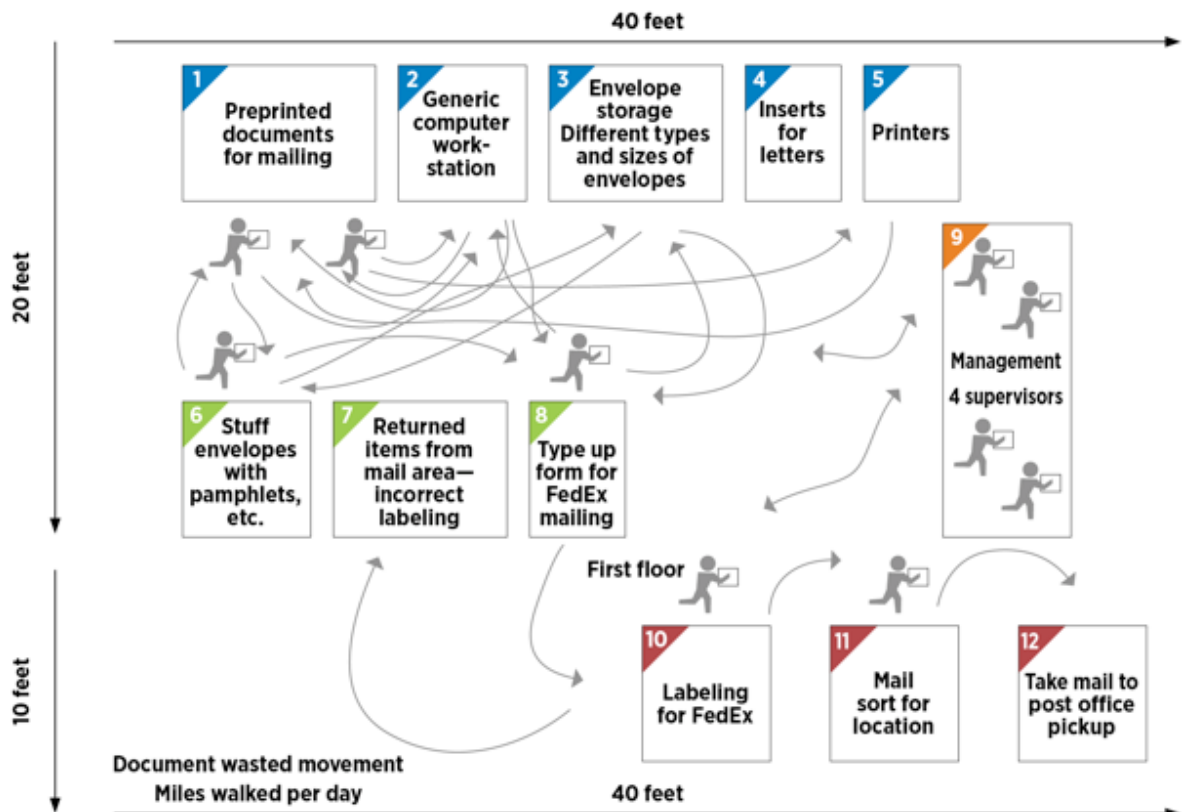 40 feet
20 feet
1
Preprinted
documents
for mailing
2
Generic
computer
work-
station
3
Envelope
storage
Different types
and sizes of
envelopes
4
Inserts
for
letters
5
Printers
9
Management
4 supervisors
6
Stuff
envelopes
with
pamphlets,
etc.
7
Returned
items from
mail area—
incorrect
labeling
8
Type up
form for
FedEx
mailing
10 feet
First floor
10
Labeling
for FedEx
11
Mail
sort for
location
12
Take mail to
post office
pickup
Document wasted movement
Miles walked per day
40 feet